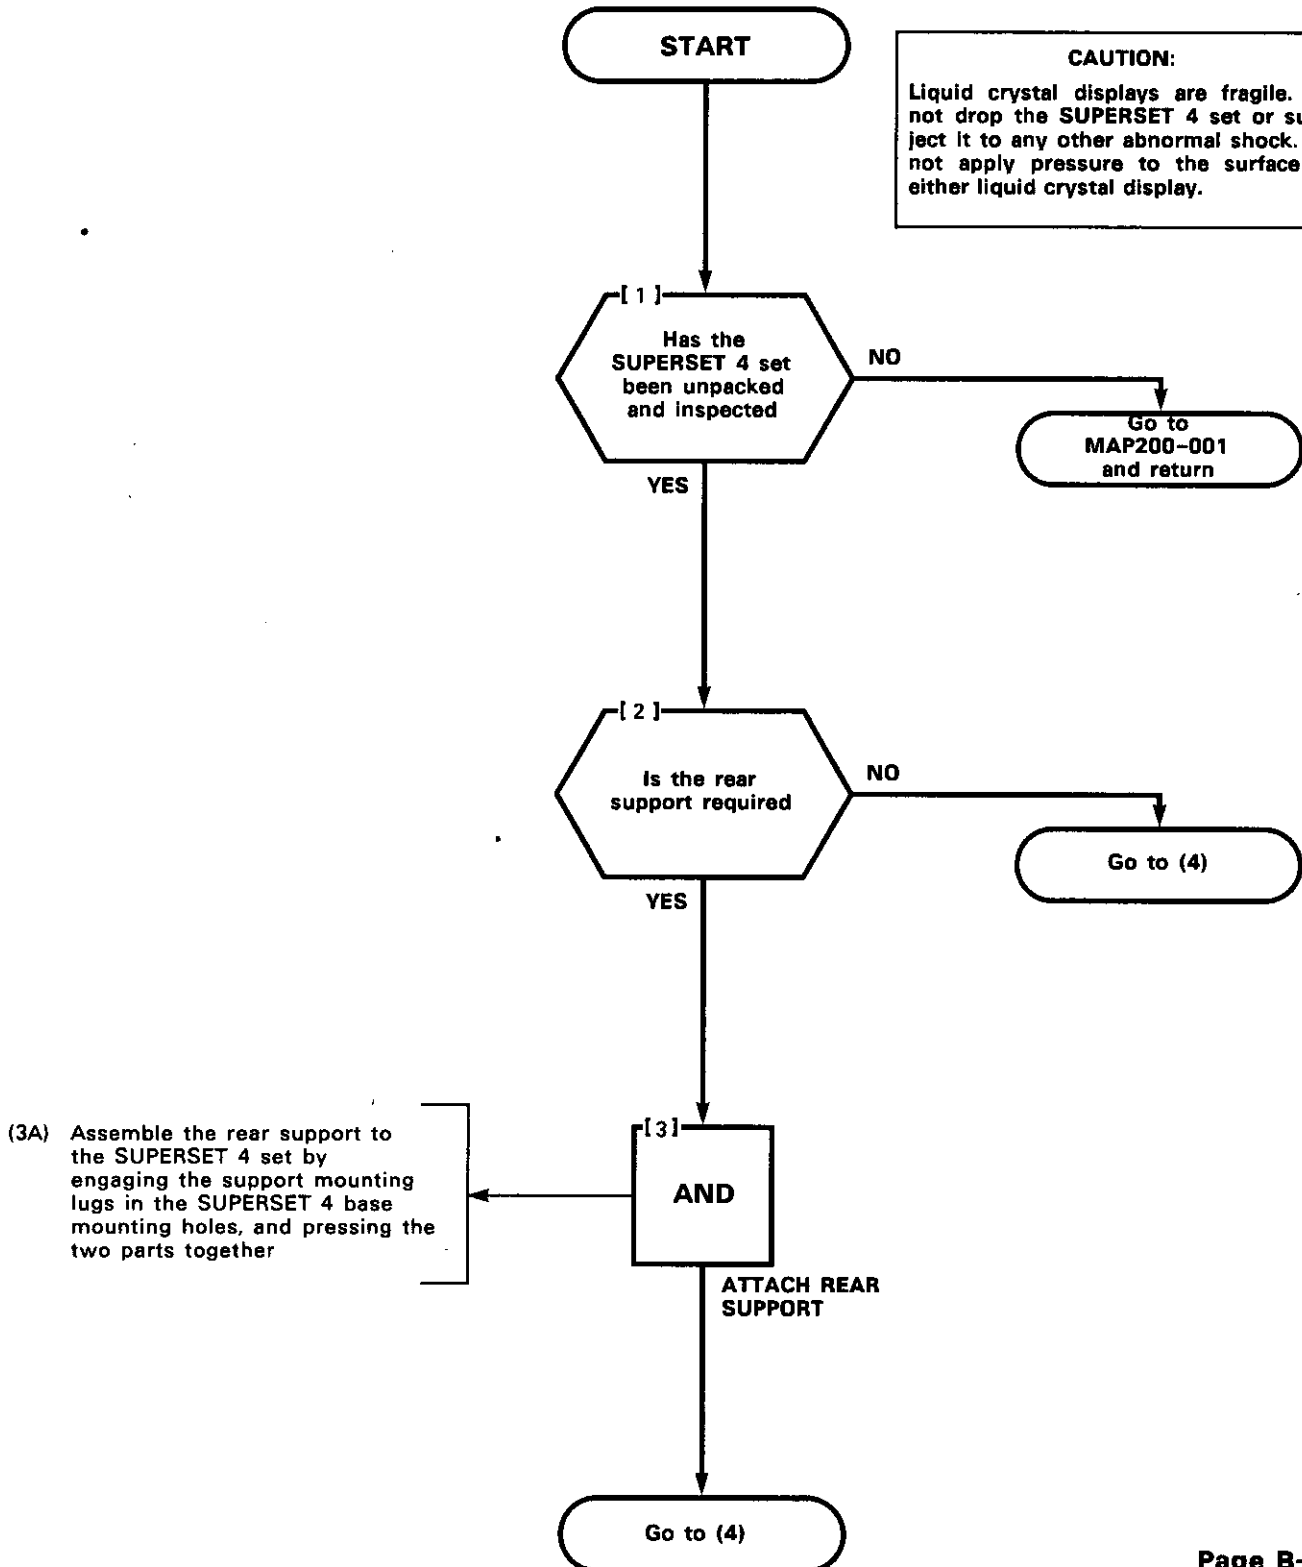 START
CAUTION:
Liquid crystal displays are fragile.
not drop the SUPERSET 4 set or su
ject it to any other abnormal shock.
not apply pressure to the surface
either liquid crystal display.
[ 1 ]
Has the
SUPERSET 4 set
been unpacked
and inspected
NO
Go to
MAP200-001
and return
YES
[ 2 ]
Is the rear
support required
NO
Go to (4)
YES
(3A) Assemble the rear support to
the SUPERSET 4 set by
engaging the support mounting
lugs in the SUPERSET 4 base
mounting holes, and pressing the
two parts together
[3]
AND
ATTACH REAR
SUPPORT
Go to (4)
Page B-